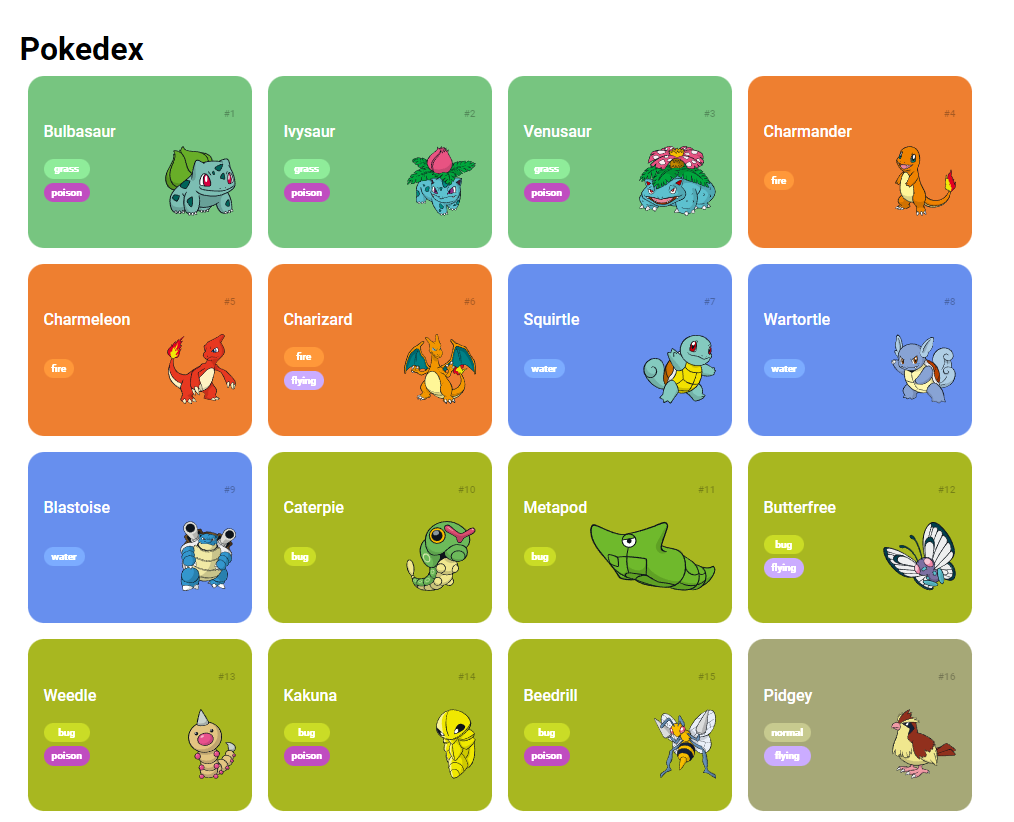 Pokedex
#1
Bulbasaur
grass
poison
#2
Ivysaur
grass
poison
#3
Venusaur
grass
poison
#4
Charmander
fire
#5
Charmeleon
fire
#6
Charizard
fire
flying
#7
Squirtle
water
#8
Wartortle
water
#9
Blastoise
water
#10
Caterpie
bug
#11
Metapod
bug
#12
Butterfree
bug
flying
#13
Weedle
bug
poison
#14
Kakuna
bug
poison
#15
Beedrill
bug
poison
#16
Pidgey
normal
flying